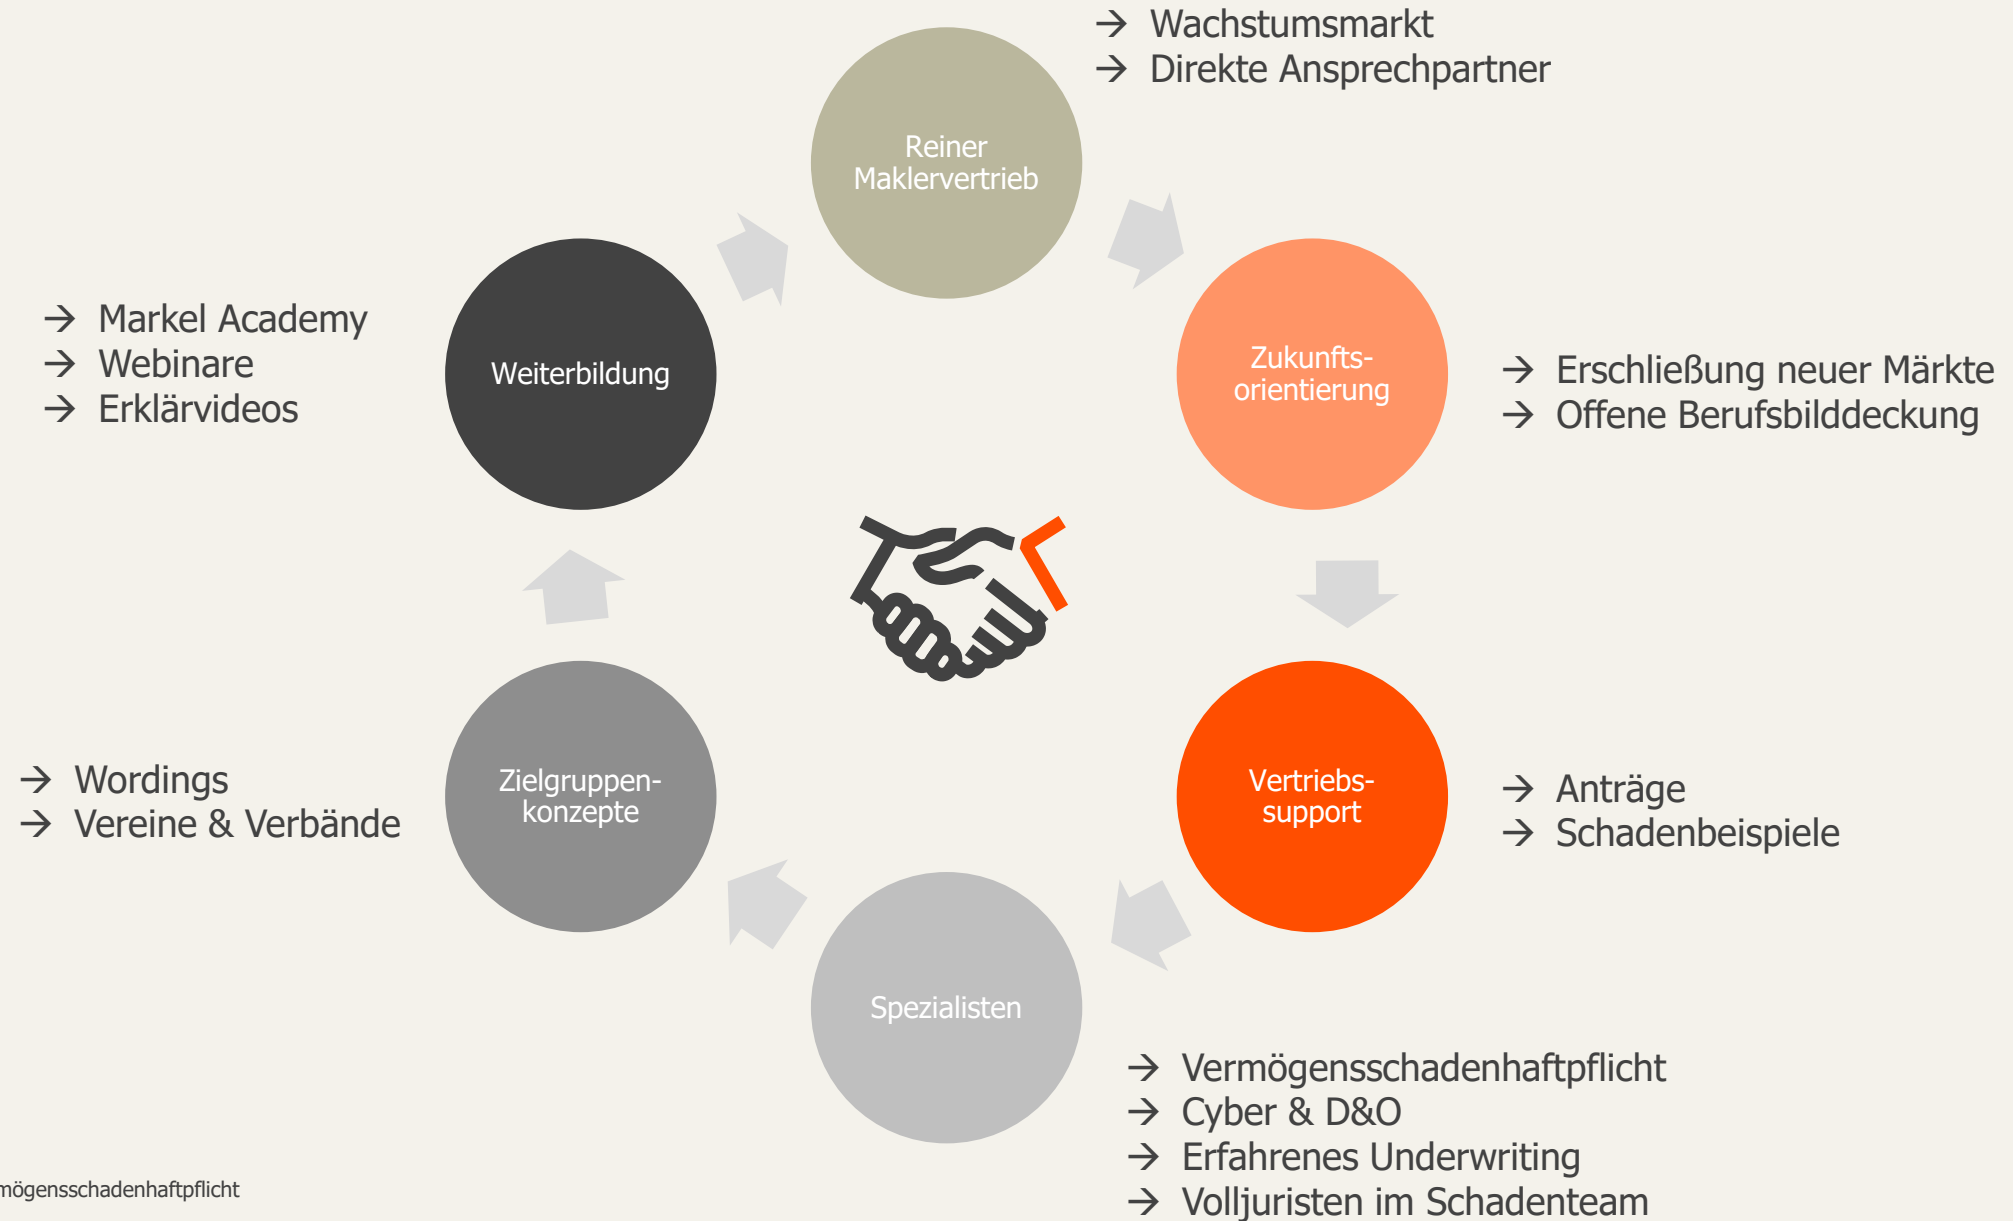 → Wachstumsmarkt
→ Direkte Ansprechpartner
Reiner
Maklervertrieb
Zukunfts-
orientierung
→ Erschließung neuer Märkte
→ Offene Berufsbilddeckung
Vertriebs-
support
→ Anträge
→ Schadenbeispiele
Spezialisten
→ Vermögensschadenhaftpflicht
→ Cyber & D&O
→ Erfahrenes Underwriting
→ Volljuristen im Schadenteam
Zielgruppen-
konzepte
→ Wordings
→ Vereine & Verbände
Weiterbildung
→ Markel Academy
→ Webinare
→ Erklärvideos
mögensschadenhaftpflicht